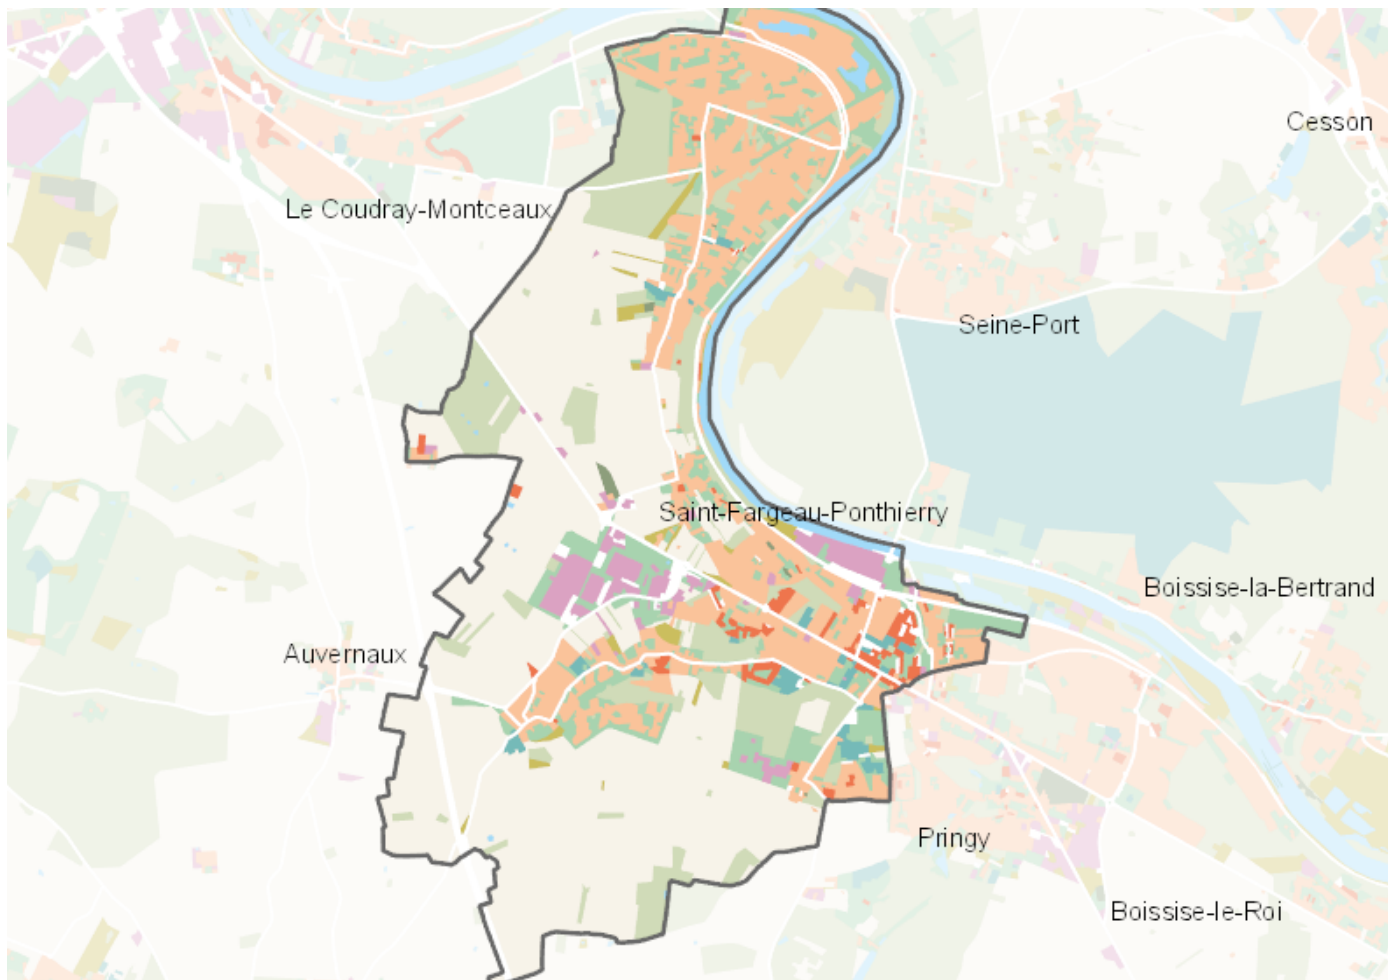 Cesson
Le Coudray-Montceaux
Seine-Port
Saint-Fargeau-Ponthierry
Boissise-la-Bertrand
Auvernaux
Pringy
Boissise-le-Roi